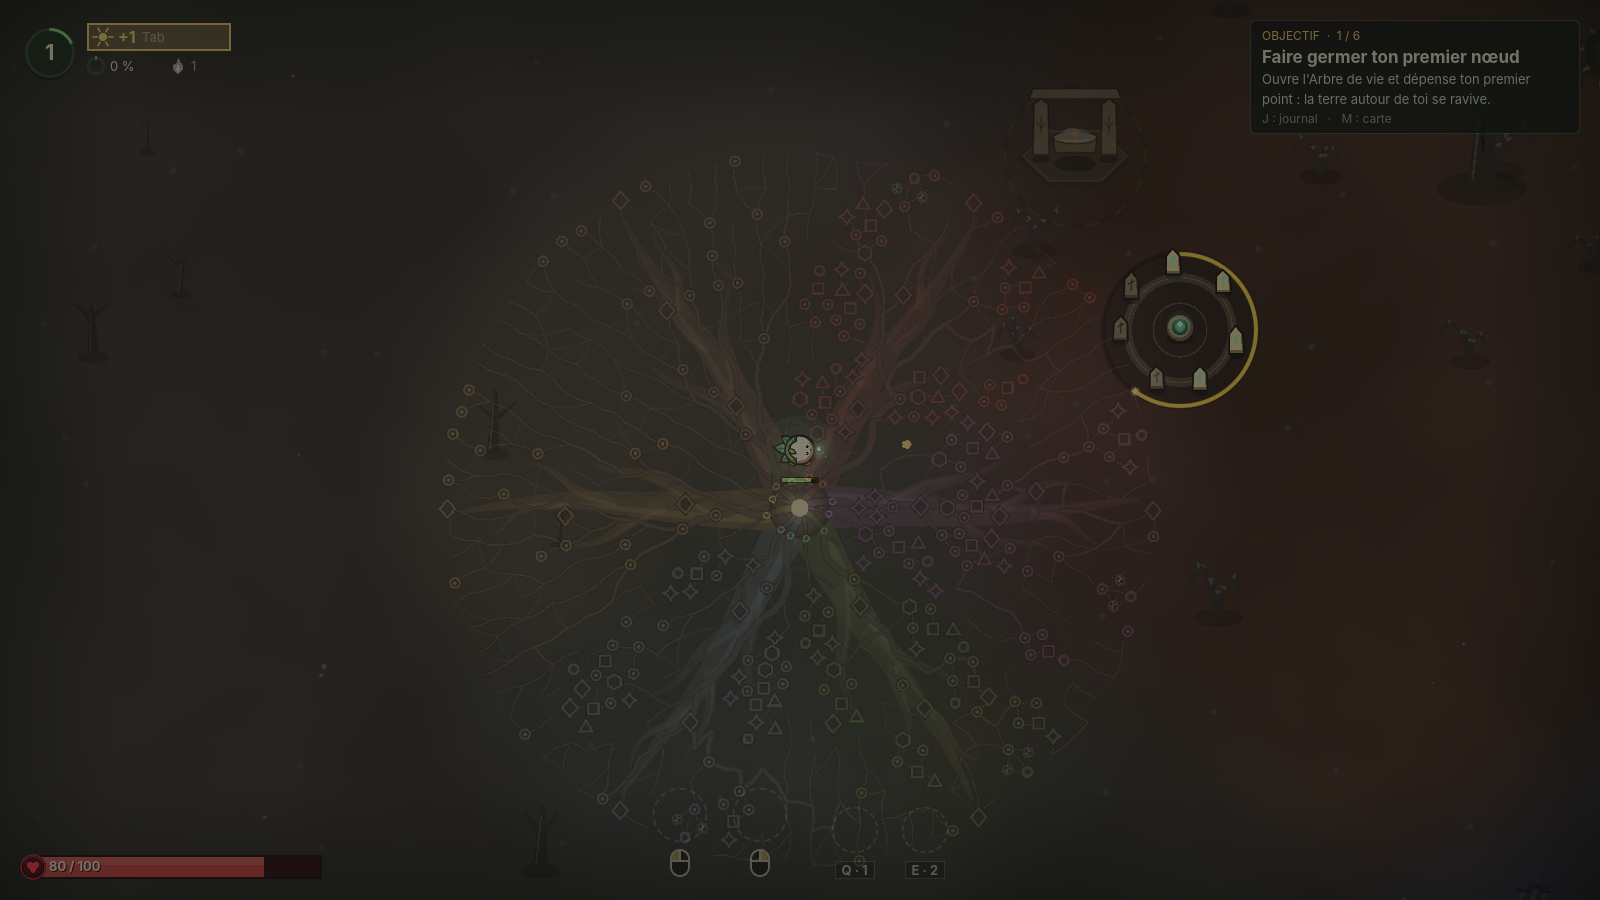 1
+1 Tab
0 % 1
OBJECTIF · 1 / 6
Faire germer ton premier nœud
Ouvre l'Arbre de vie et dépense ton premier
point : la terre autour de toi se ravive.
J : journal · M : carte
80 / 100
Q · 1
E · 2